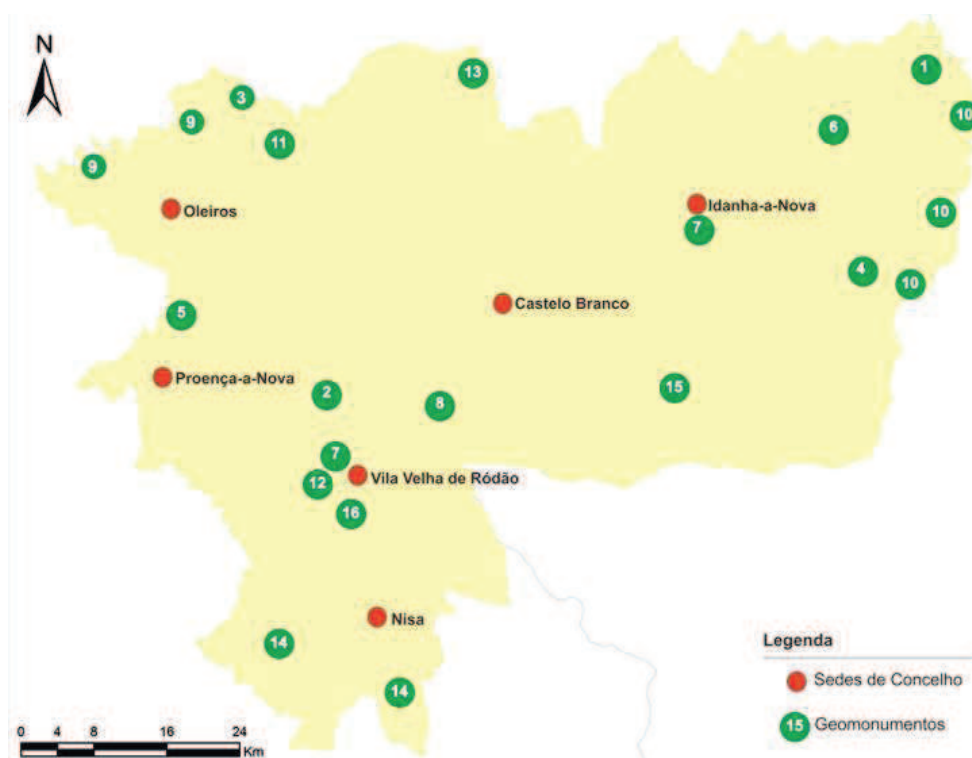 N
13
1
3
9
10
6
11
9
Oleiros
Idanha-a-Nova
10
7
4
10
Castelo Branco
5
Proença-a-Nova
2
8
15
7
Vila Velha de Ródão
12
16
Nisa
14
14
Legenda
Sedes de Concelho
15 Geomonumentos
0 4 8 16 24
Km